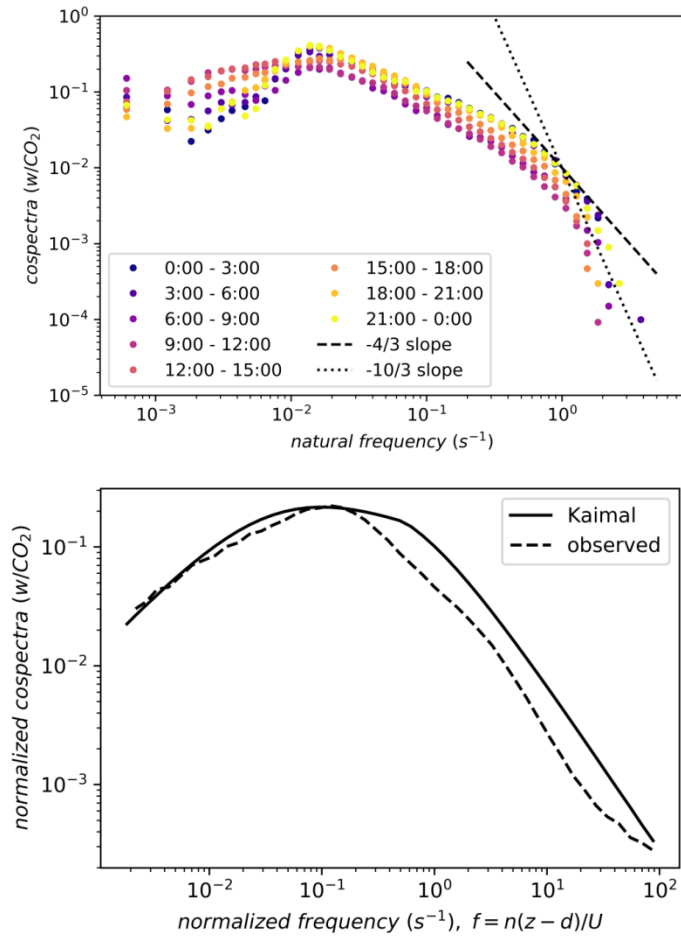 10^0
10^-1
10^-2
10^-3
10^-4
10^-5
cospectra (w/CO_2)
0:00 - 3:00
3:00 - 6:00
6:00 - 9:00
9:00 - 12:00
12:00 - 15:00
15:00 - 18:00
18:00 - 21:00
21:00 - 0:00
-4/3 slope
-10/3 slope
10^-3 10^-2 10^-1 10^0
natural frequency (s^-1)
Kaimal
observed
10^-1
10^-2
10^-3
normalized cospectra (w/CO_2)
10^-2 10^-1 10^0 10^1 10^2
normalized frequency (s^-1), f = n(z − d)/U